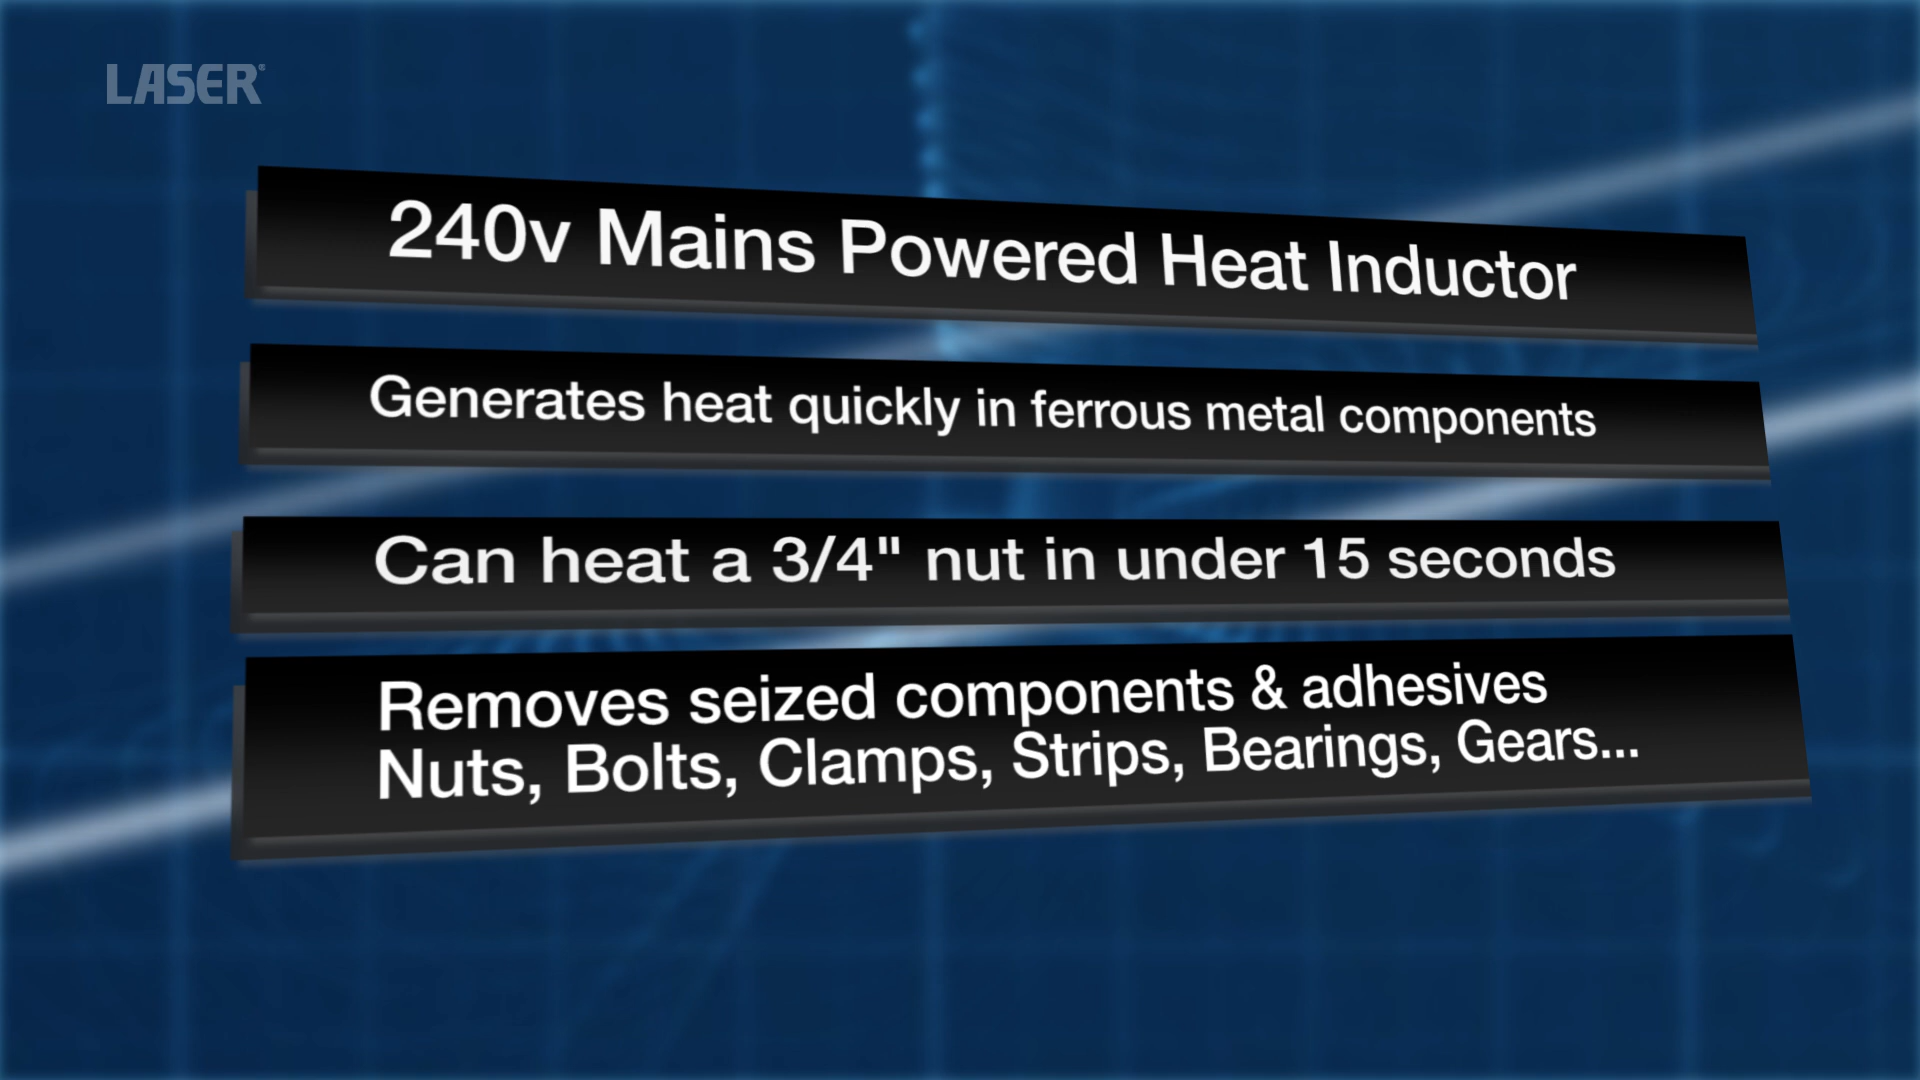 LASER®
240v Mains Powered Heat Inductor
Generates heat quickly in ferrous metal components
Can heat a 3/4" nut in under 15 seconds
Removes seized components & adhesives
Nuts, Bolts, Clamps, Strips, Bearings, Gears...